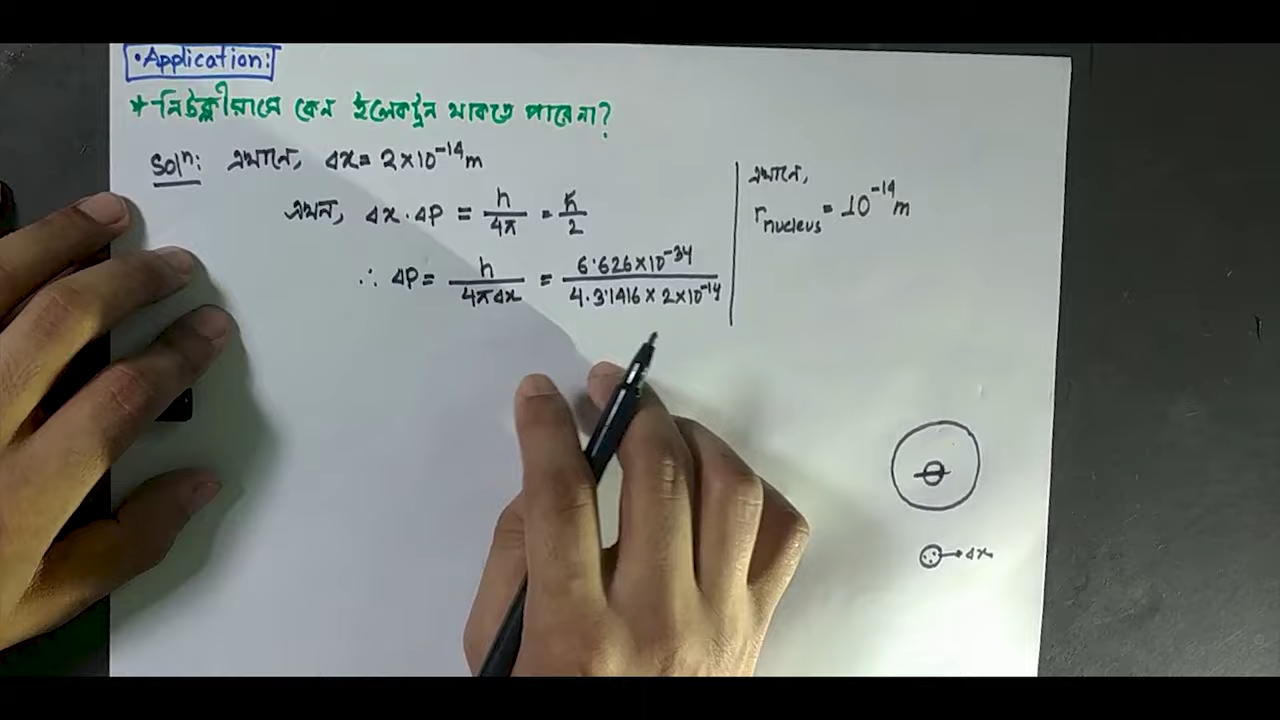 •Application:
* নিউক্লীয়াসে কেন ইলেকট্রন থাকতে পারেনা?
Solⁿ: এখানে, Δx = 2×10⁻¹⁴m
এখন, Δx·ΔP = h/4π = ℏ/2
∴ ΔP = h/4πΔx = 6·626×10⁻³⁴/4·3·1416×2×10⁻¹⁴
এখানে,
r_nucleus = 10⁻¹⁴m
→Δx